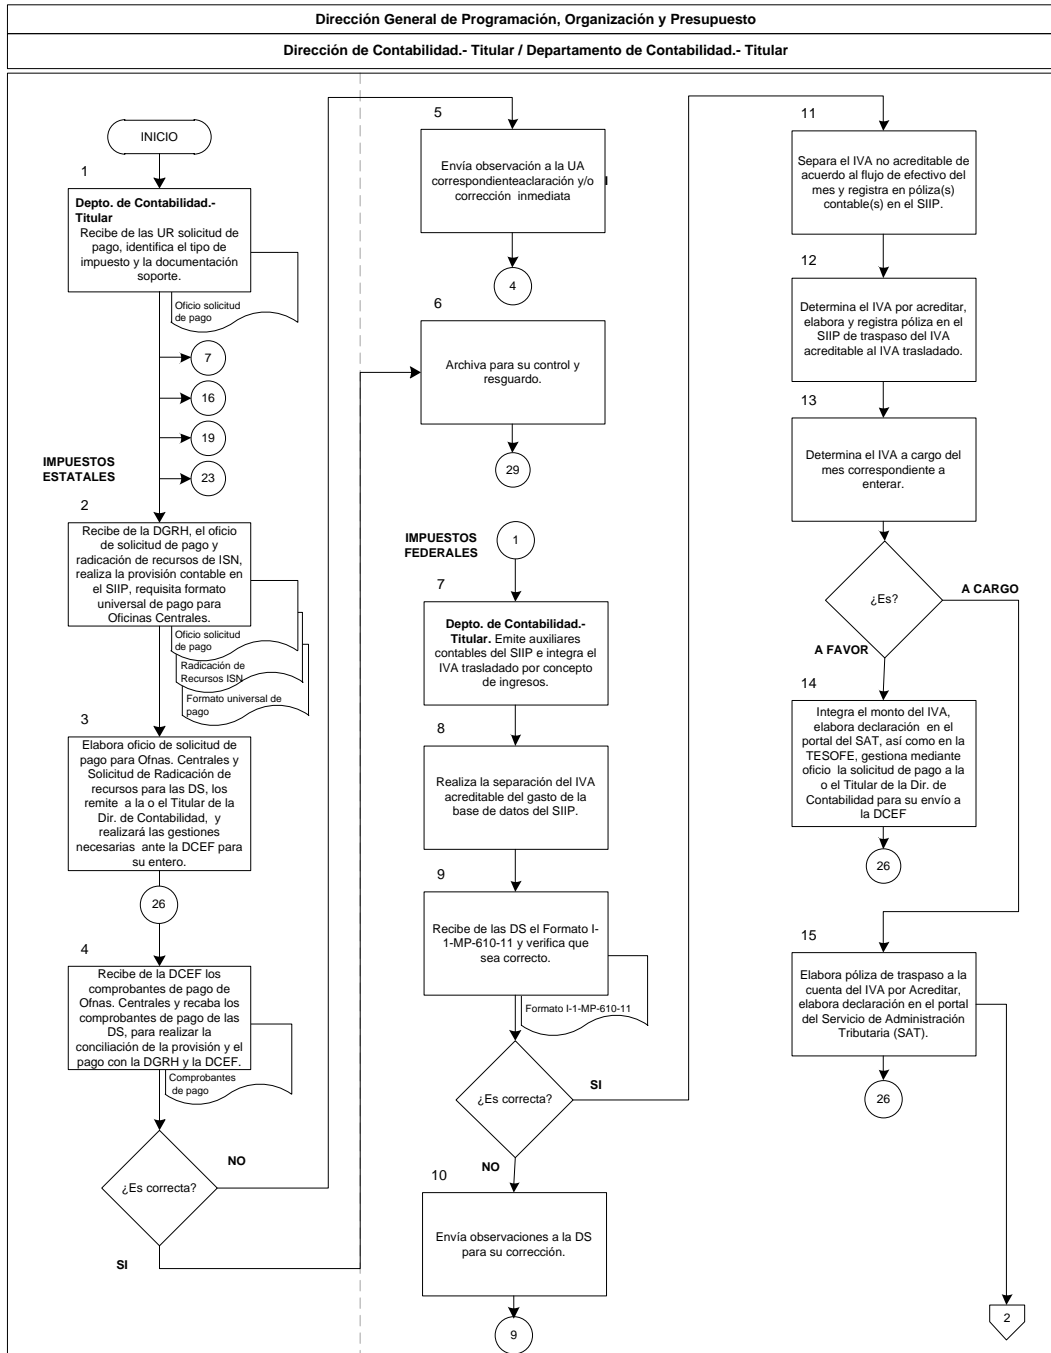 Dirección General de Programación, Organización y Presupuesto
Dirección de Contabilidad.- Titular / Departamento de Contabilidad.- Titular
INICIO
1
Depto. de Contabilidad.-
Titular
Recibe de las UR solicitud de
pago, identifica el tipo de
impuesto y la documentación
soporte.
Oficio solicitud
de pago
7
16
19
23
IMPUESTOS
ESTATALES
2
Recibe de la DGRH, el oficio
de solicitud de pago y
radicación de recursos de ISN,
realiza la provisión contable en
el SIIP, requisita formato
universal de pago para
Oficinas Centrales.
Oficio solicitud
de pago
Radicación de
Recursos ISN
Formato universal de
pago
3
Elabora oficio de solicitud de
pago para Ofnas. Centrales y
Solicitud de Radicación de
recursos para las DS, los
remite a la o el Titular de la
Dir. de Contabilidad, y
realizará las gestiones
necesarias ante la DCEF para
su entero.
26
4
Recibe de la DCEF los
comprobantes de pago de
Ofnas. Centrales y recaba los
comprobantes de pago de las
DS, para realizar la
conciliación de la provisión y el
pago con la DGRH y la DCEF.
Comprobantes
de pago
¿Es correcta?
NO
SI
5
Envía observación a la UA
correspondienteaclaración y/o
corrección inmediata
4
6
Archiva para su control y
resguardo.
29
IMPUESTOS
FEDERALES
1
7
Depto. de Contabilidad.-
Titular. Emite auxiliares
contables del SIIP e integra el
IVA trasladado por concepto
de ingresos.
8
Realiza la separación del IVA
acreditable del gasto de la
base de datos del SIIP.
9
Recibe de las DS el Formato I-
1-MP-610-11 y verifica que
sea correcto.
Formato I-1-MP-610-11
¿Es correcta?
SI
NO
10
Envía observaciones a la DS
para su corrección.
9
11
Separa el IVA no acreditable de
acuerdo al flujo de efectivo del
mes y registra en póliza(s)
contable(s) en el SIIP.
12
Determina el IVA por acreditar,
elabora y registra póliza en el
SIIP de traspaso del IVA
acreditable al IVA trasladado.
13
Determina el IVA a cargo del
mes correspondiente a
enterar.
¿Es?
A CARGO
A FAVOR
14
Integra el monto del IVA,
elabora declaración en el
portal del SAT, así como en la
TESOFE, gestiona mediante
oficio la solicitud de pago a la
o el Titular de la Dir. de
Contabilidad para su envío a
la DCEF
26
15
Elabora póliza de traspaso a la
cuenta del IVA por Acreditar,
elabora declaración en el portal
del Servicio de Administración
Tributaria (SAT).
26
2